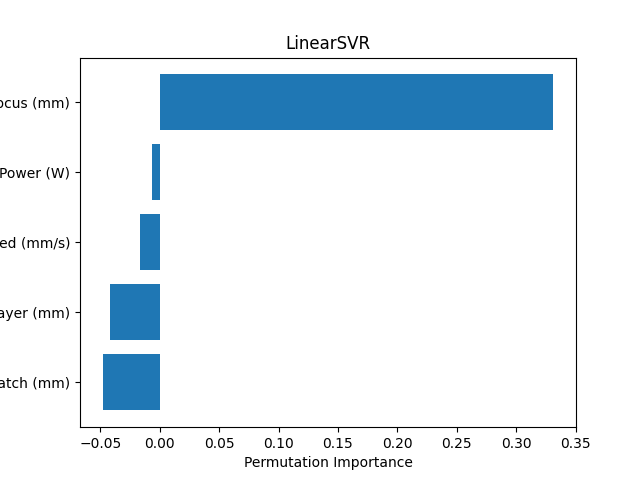 LinearSVR
ocus (mm)
Power (W)
ed (mm/s)
ayer (mm)
atch (mm)
−0.05 0.00 0.05 0.10 0.15 0.20 0.25 0.30 0.35
Permutation Importance